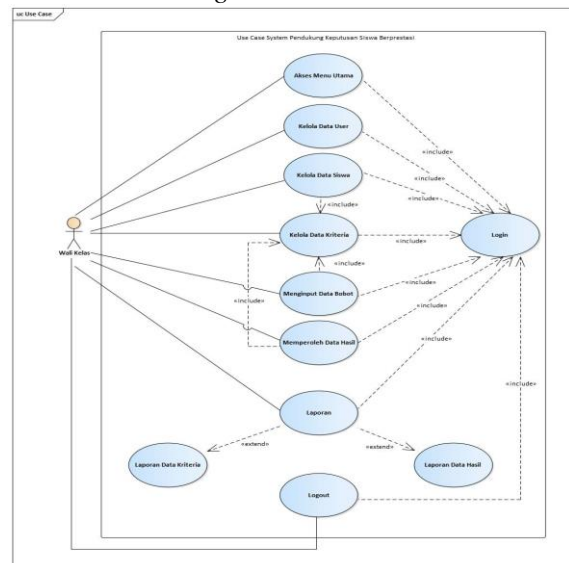 uc Use Case
Use Case System Pendukung Keputusan Siswa Berprestasi
Akses Menu Utama
Kelola Data User
«include»
«include»
Kelola Data Siswa
«include»
«include»
Wali Kelas
Kelola Data Kriteria
«include»
Login
Menginput Data Bobot
«include»
«include»
«include»
Memperoleh Data Hasil
«include»
«include»
«include»
Laporan
«extend»
«extend»
Laporan Data Kriteria
Laporan Data Hasil
Logout